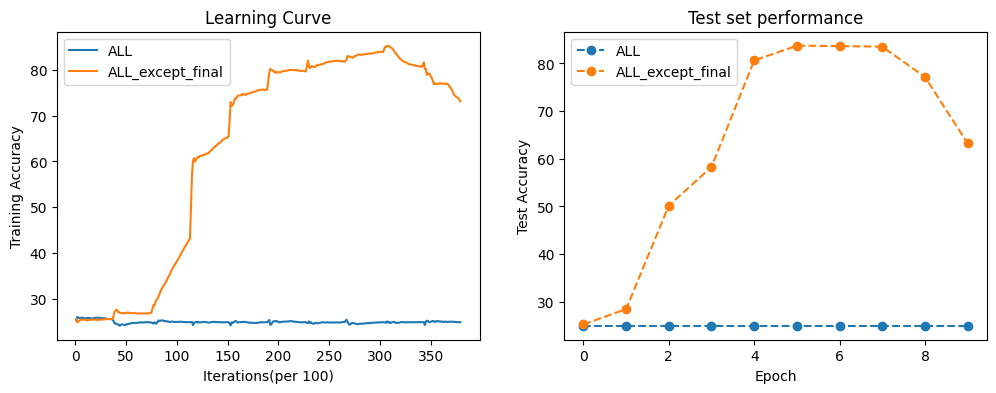 Learning Curve
ALL
ALL_except_final
Training Accuracy
80
70
60
50
40
30
0 50 100 150 200 250 300 350
Iterations(per 100)
Test set performance
ALL
ALL_except_final
Test Accuracy
80
70
60
50
40
30
0 2 4 6 8
Epoch